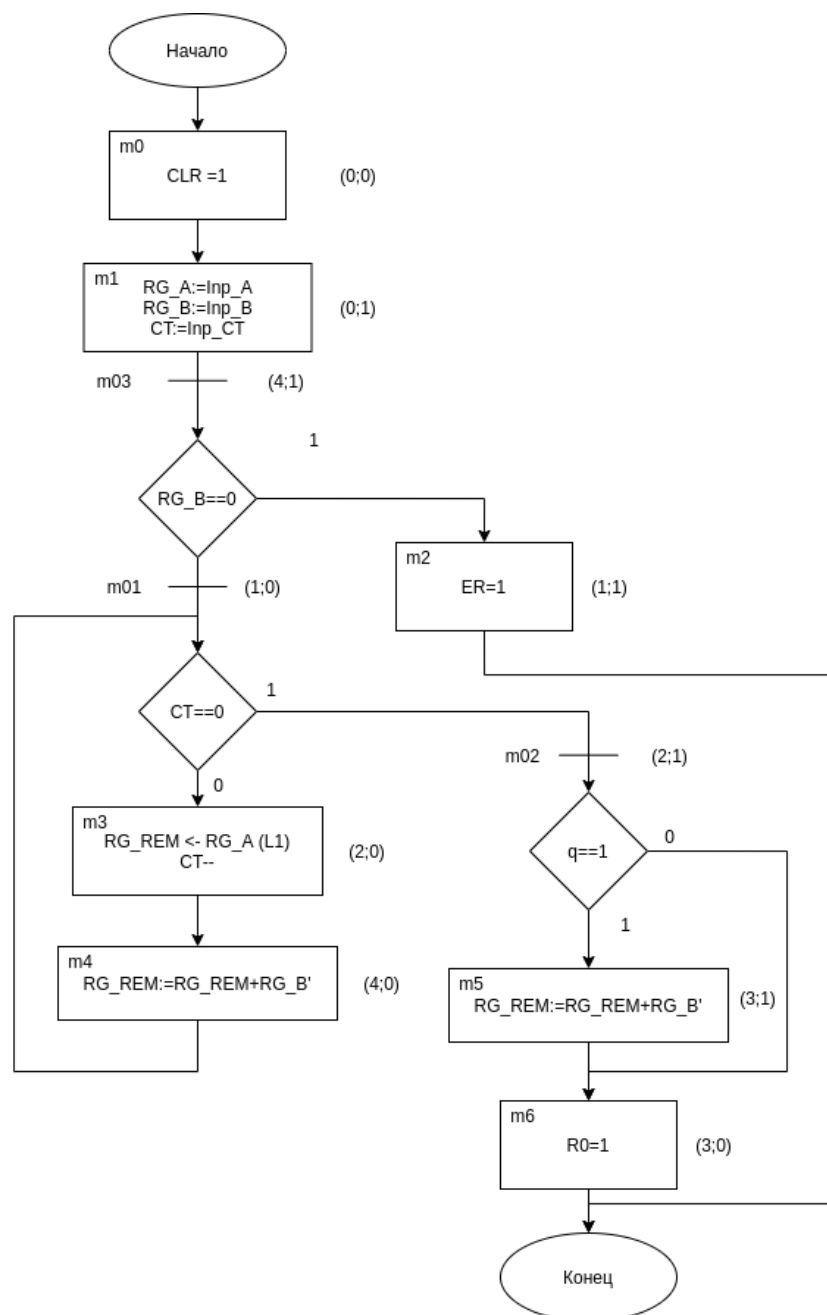 Начало
m0
CLR =1
(0;0)
m1
RG_A:=Inp_A
RG_B:=Inp_B
CT:=Inp_CT
(0;1)
m03
(4;1)
1
RG_B==0
m2
ER=1
(1;1)
m01
(1;0)
CT==0
1
0
m02
(2;1)
m3
RG_REM <- RG_A (L1)
CT--
(2;0)
q==1
0
1
m4
RG_REM:=RG_REM+RG_B'
(4;0)
m5
RG_REM:=RG_REM+RG_B'
(3;1)
m6
R0=1
(3;0)
Конец